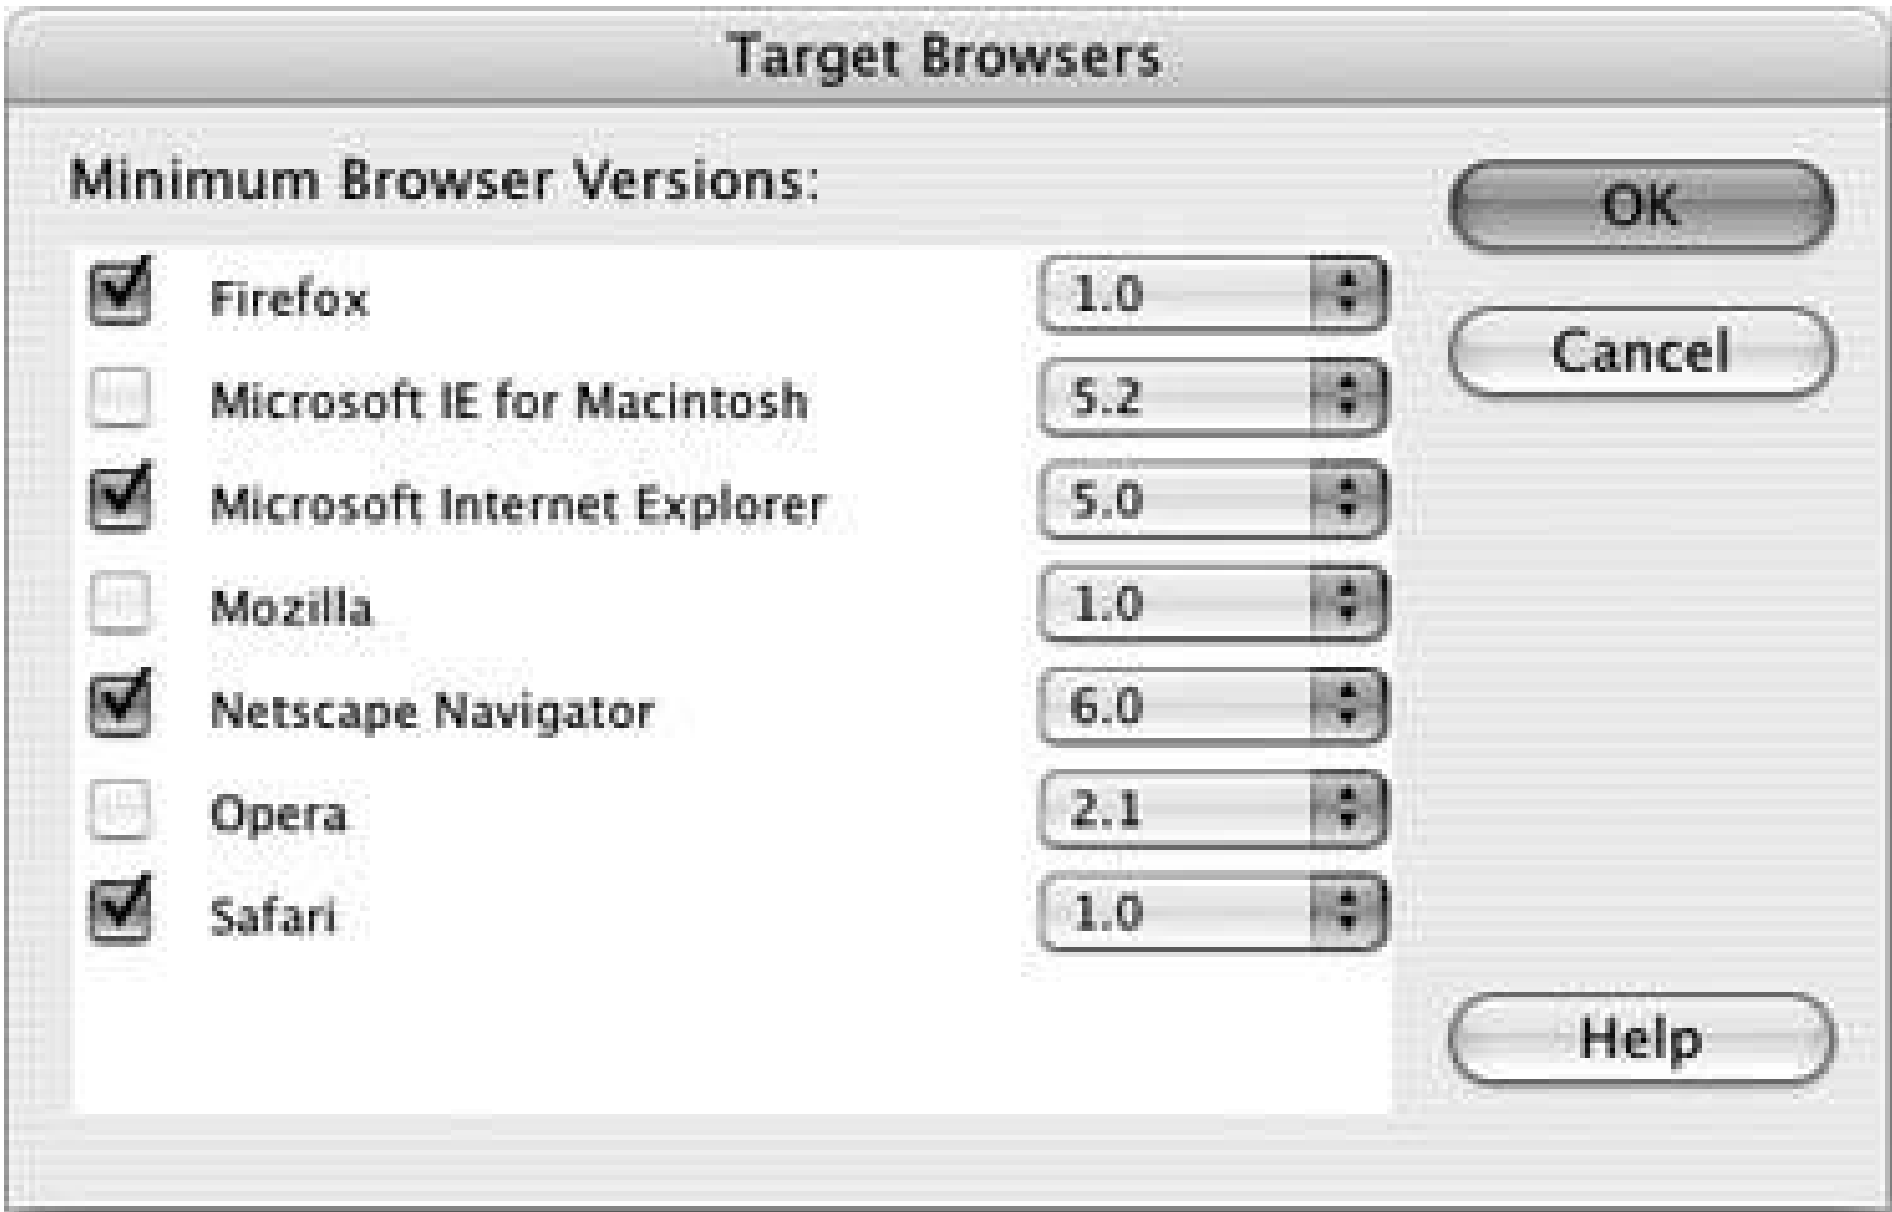 Target Browsers
Minimum Browser Versions:
OK
Cancel
Firefox 1.0
Microsoft IE for Macintosh 5.2
Microsoft Internet Explorer 5.0
Mozilla 1.0
Netscape Navigator 6.0
Opera 2.1
Safari 1.0
Help